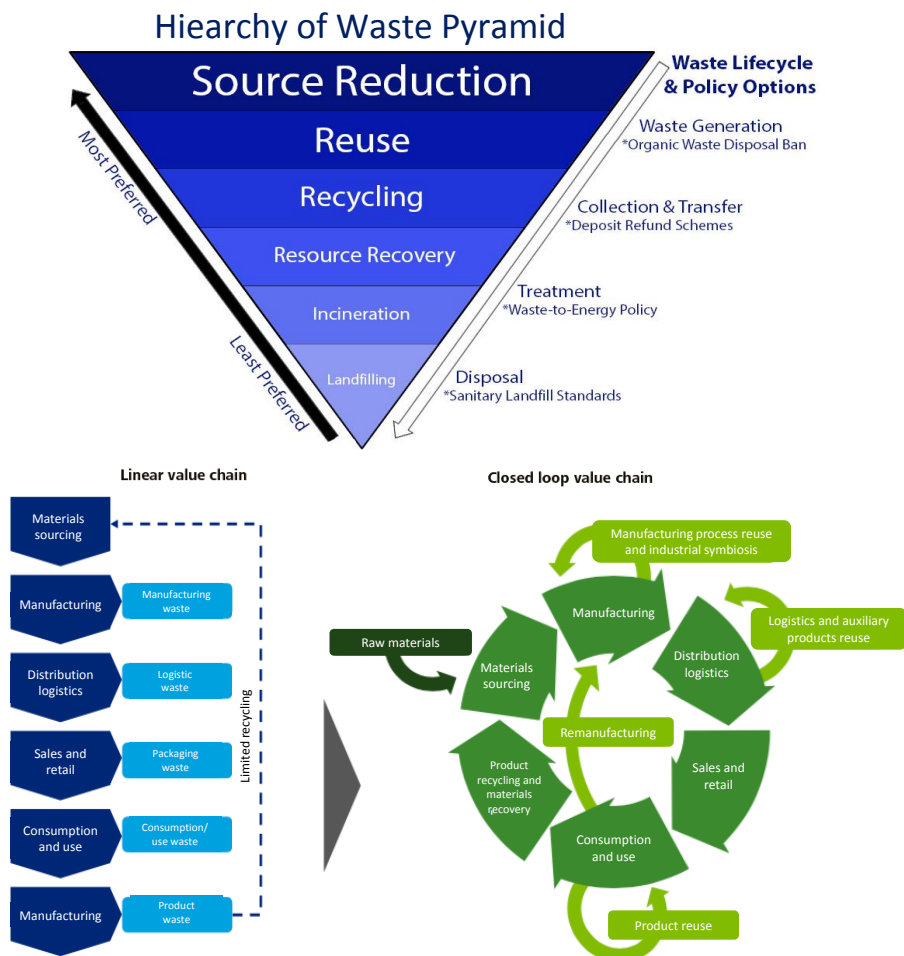 Hiearchy of Waste Pyramid
Source Reduction
Reuse
Recycling
Resource Recovery
Incineration
Landfilling
Most Preferred
Least Preferred
Waste Lifecycle
& Policy Options
Waste Generation
*Organic Waste Disposal Ban
Collection & Transfer
*Deposit Refund Schemes
Treatment
*Waste-to-Energy Policy
Disposal
*Sanitary Landfill Standards
Linear value chain
Materials
sourcing
Manufacturing
Manufacturing
waste
Distribution
logistics
Logistic
waste
Sales and
retail
Packaging
waste
Consumption
and use
Consumption/
use waste
Manufacturing
Product
waste
Limited recycling
Closed loop value chain
Manufacturing process reuse
and industrial symbiosis
Manufacturing
Logistics and auxiliary
products reuse
Raw materials
Materials
sourcing
Distribution
logistics
Remanufacturing
Product
recycling and
materials
recovery
Sales and
retail
Consumption
and use
Product reuse